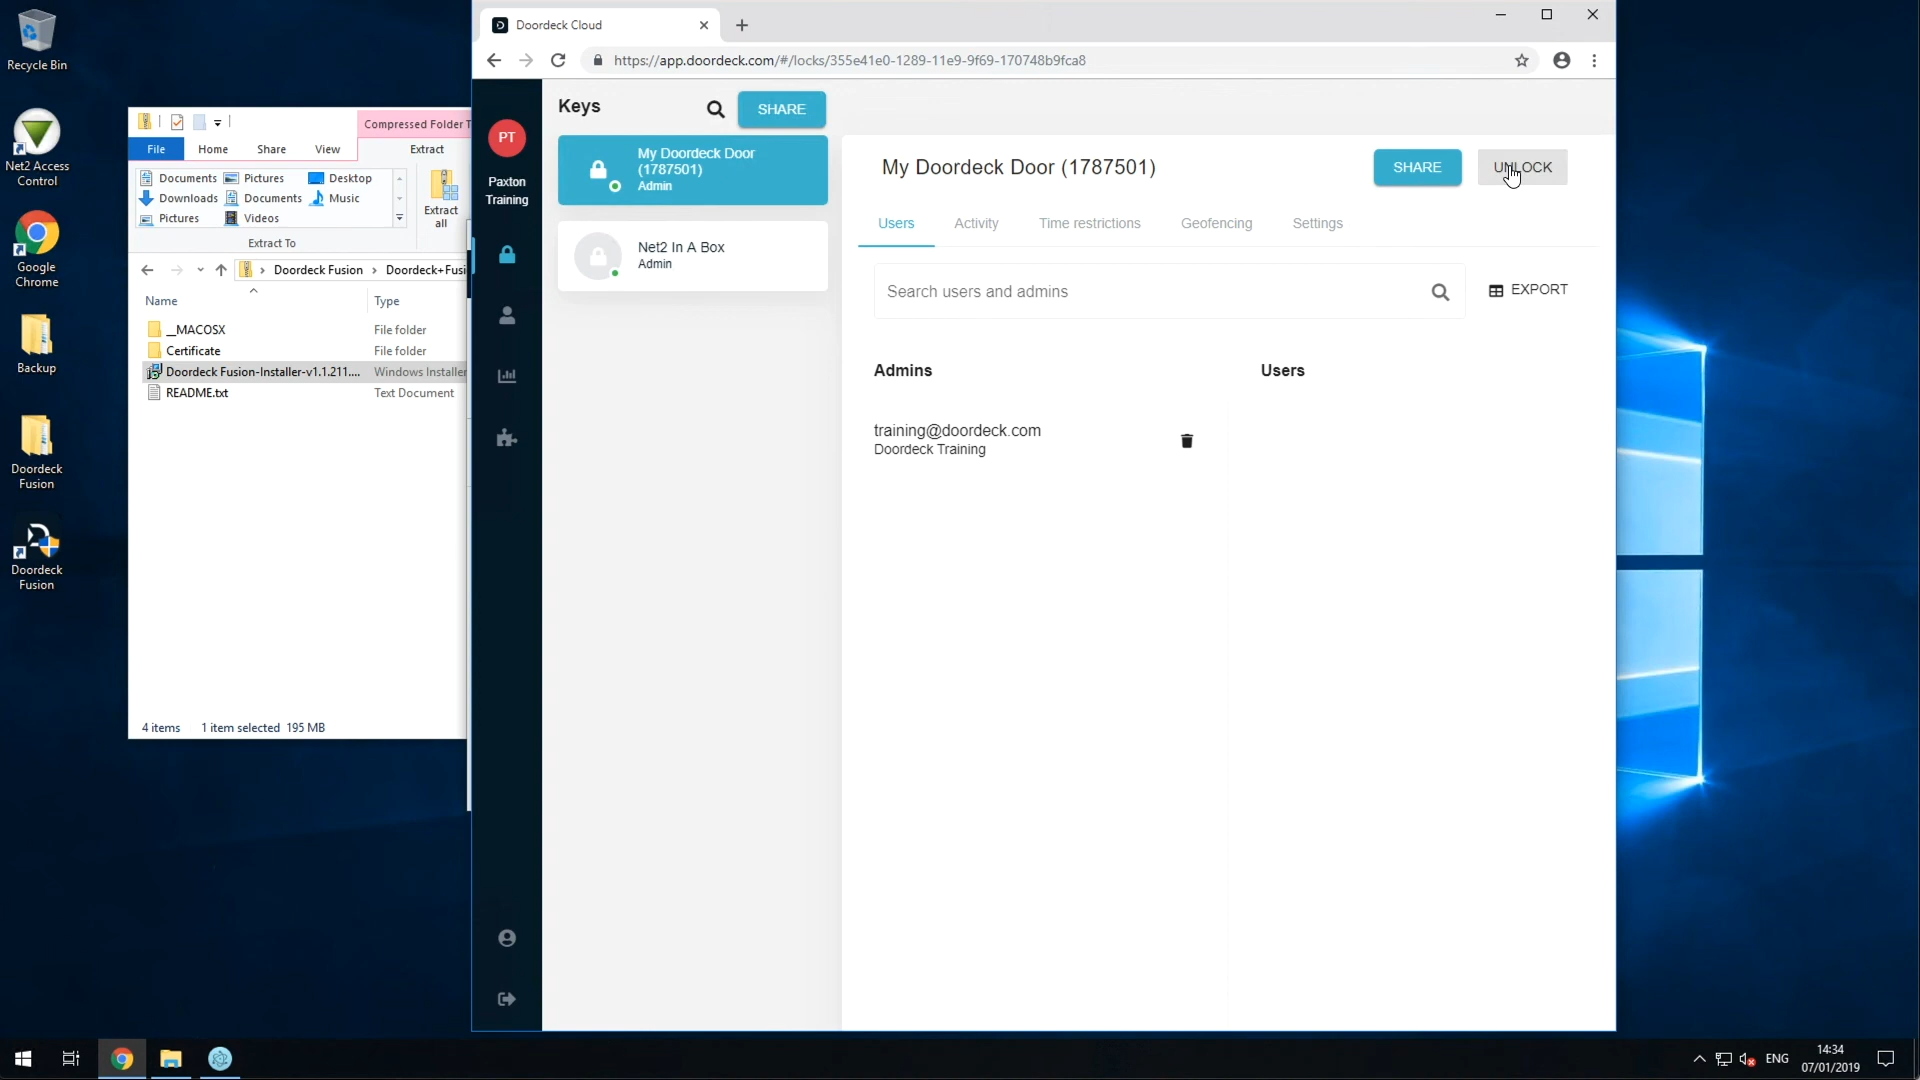 Recycle Bin
Net2 Access
Control
Google
Chrome
Backup
Doordeck
Fusion
Doordeck
Fusion
Compressed Folder T
File
Home
Share
View
Extract
Documents
Pictures
Desktop
Downloads
Documents
Music
Pictures
Videos
Extract
all
Extract To
Doordeck Fusion
Doordeck+Fusi
Name
Type
__MACOSX
File folder
Certificate
File folder
Doordeck Fusion-Installer-v1.1.211....
Windows Installer
README.txt
Text Document
4 items
1 item selected 195 MB
Doordeck Cloud
https://app.doordeck.com/#/locks/355e41e0-1289-11e9-9f69-170748b9fca8
PT
Paxton
Training
Keys
SHARE
My Doordeck Door
(1787501)
Admin
Net2 In A Box
Admin
My Doordeck Door (1787501)
SHARE
UNLOCK
Users
Activity
Time restrictions
Geofencing
Settings
Search users and admins
EXPORT
Admins
Users
training@doordeck.com
Doordeck Training
ENG
14:34
07/01/2019